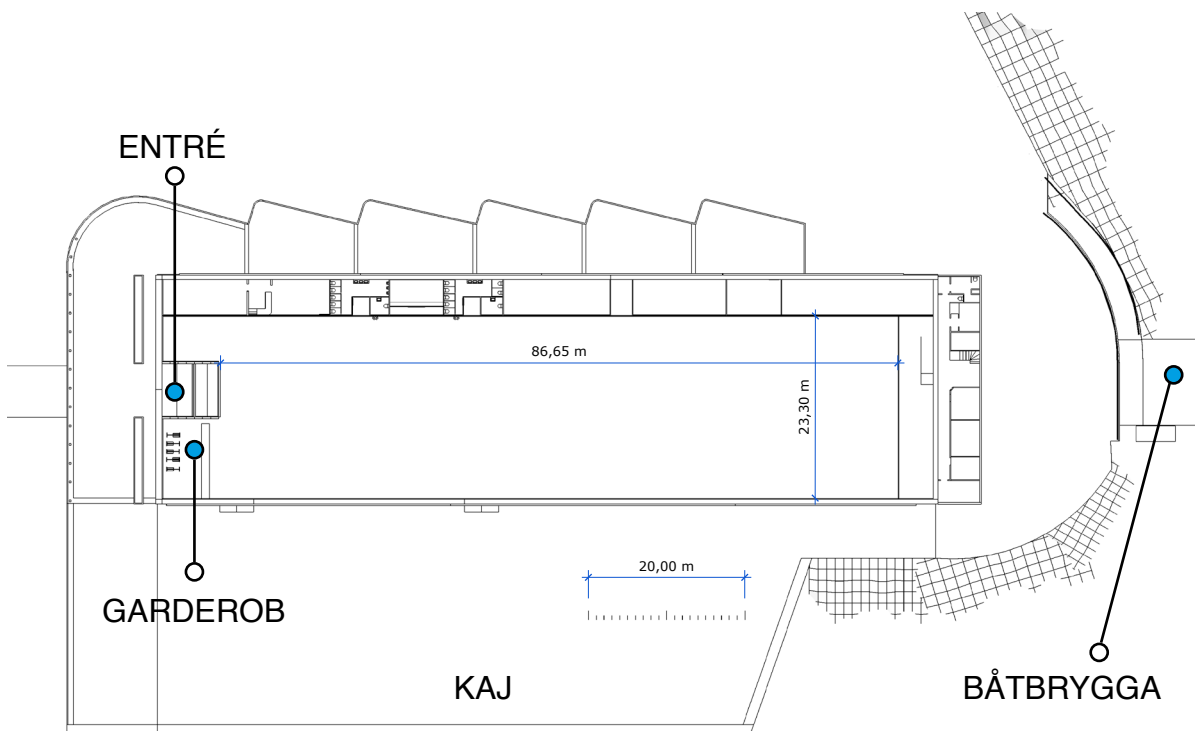 ENTRÉ
86,65 m
23,30 m
20,00 m
GARDEROB
KAJ
BÅTBRYGGA